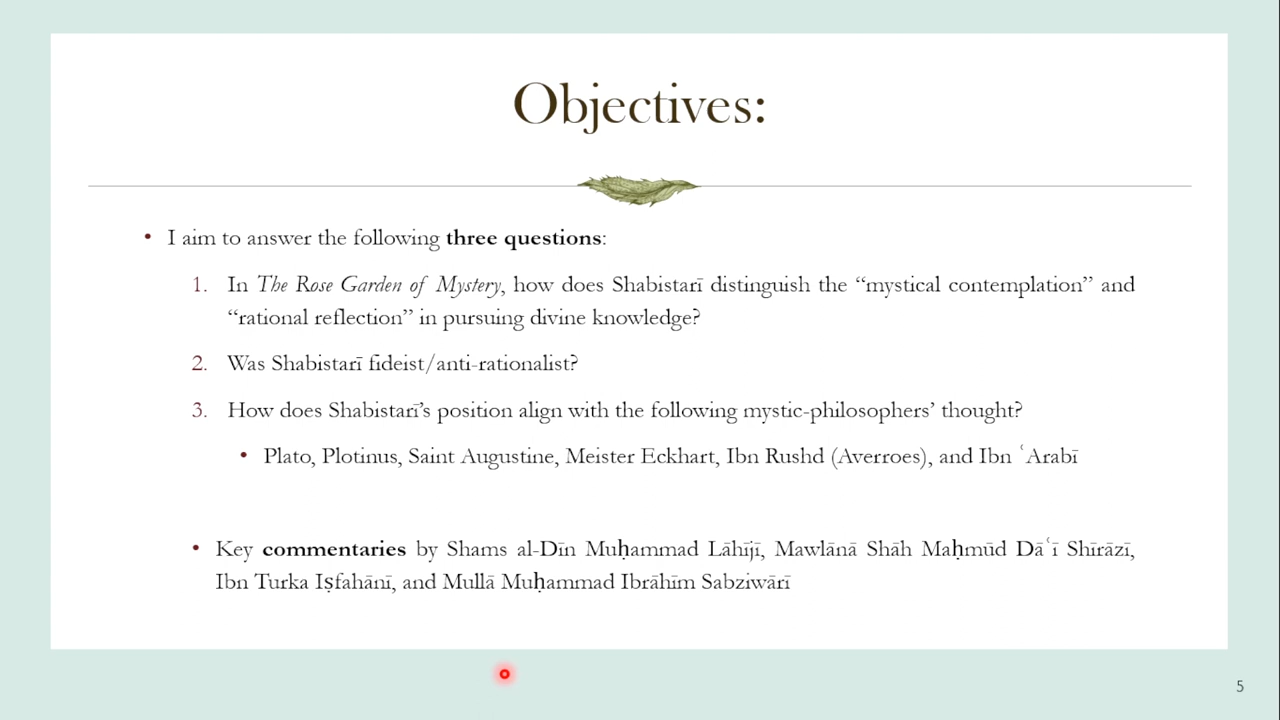 Objectives:
• I aim to answer the following three questions:
1. In The Rose Garden of Mystery, how does Shabistarī distinguish the “mystical contemplation” and
“rational reflection” in pursuing divine knowledge?
2. Was Shabistarī fideist/anti-rationalist?
3. How does Shabistarī’s position align with the following mystic-philosophers’ thought?
• Plato, Plotinus, Saint Augustine, Meister Eckhart, Ibn Rushd (Averroes), and Ibn ʿArabī
• Key commentaries by Shams al-Dīn Muḥammad Lāhījī, Mawlānā Shāh Maḥmūd Dāʿī Shīrāzī,
Ibn Turka Iṣfahānī, and Mullā Muḥammad Ibrāhīm Sabziwārī
5